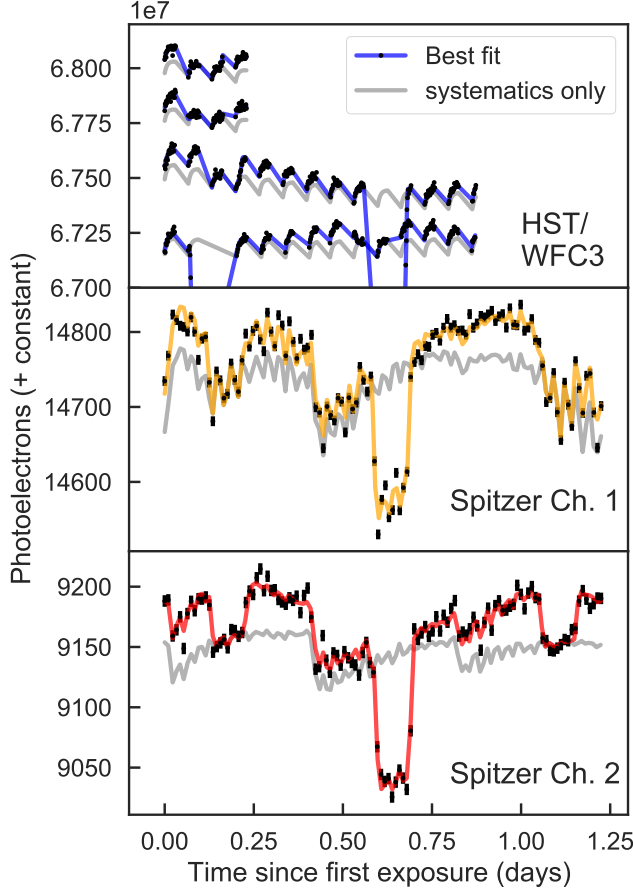 1e7
6.800
6.775
6.750
6.725
6.700
Best fit
systematics only
HST/
WFC3
14800
14700
14600
Spitzer Ch. 1
9200
9150
9100
9050
Spitzer Ch. 2
Photoelectrons (+ constant)
0.00 0.25 0.50 0.75 1.00 1.25
Time since first exposure (days)